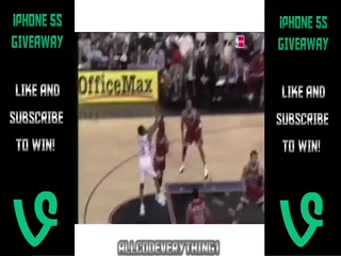 IPHONE 5S
GIVEAWAY
LIKE AND
SUBSCRIBE
TO WIN!
OfficeMax
IPHONE 5S
GIVEAWAY
LIKE AND
SUBSCRIBE
TO WIN!
ALLCODEVERYTHING1